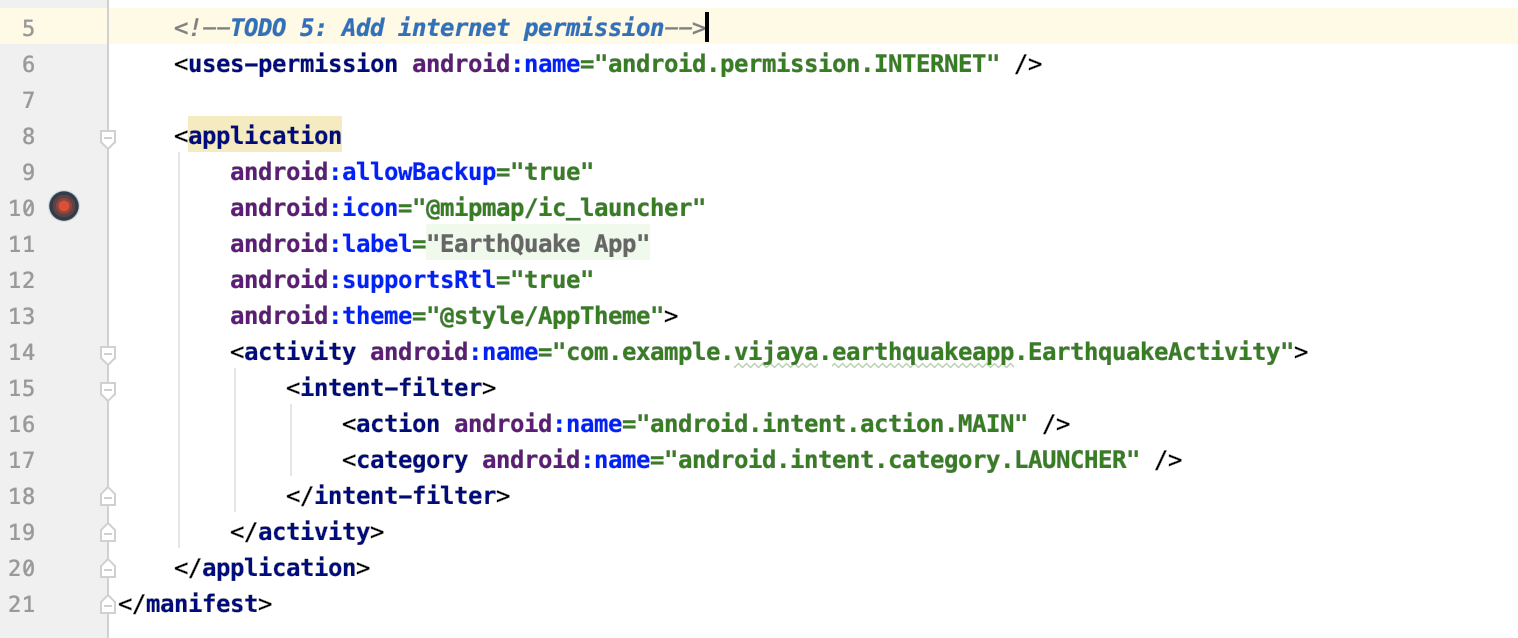 5 <!--TODO 5: Add internet permission-->
6 <uses-permission android:name="android.permission.INTERNET" />
7
8 <application
9 android:allowBackup="true"
10 android:icon="@mipmap/ic_launcher"
11 android:label="EarthQuake App"
12 android:supportsRtl="true"
13 android:theme="@style/AppTheme">
14 <activity android:name="com.example.vijaya.earthquakeapp.EarthquakeActivity">
15 <intent-filter>
16 <action android:name="android.intent.action.MAIN" />
17 <category android:name="android.intent.category.LAUNCHER" />
18 </intent-filter>
19 </activity>
20 </application>
21 </manifest>